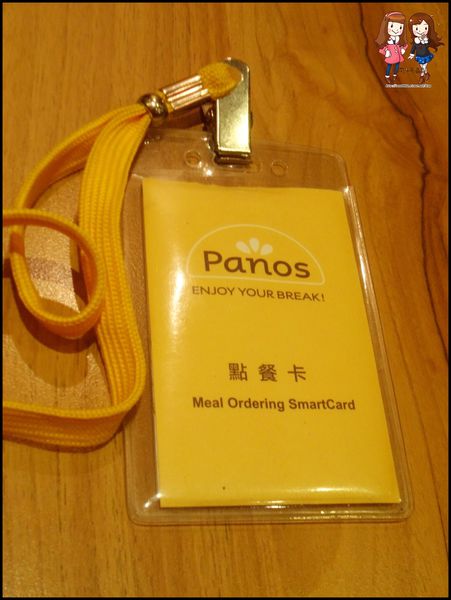 Panos
ENJOY YOUR BREAK!
點餐卡
Meal Ordering SmartCard